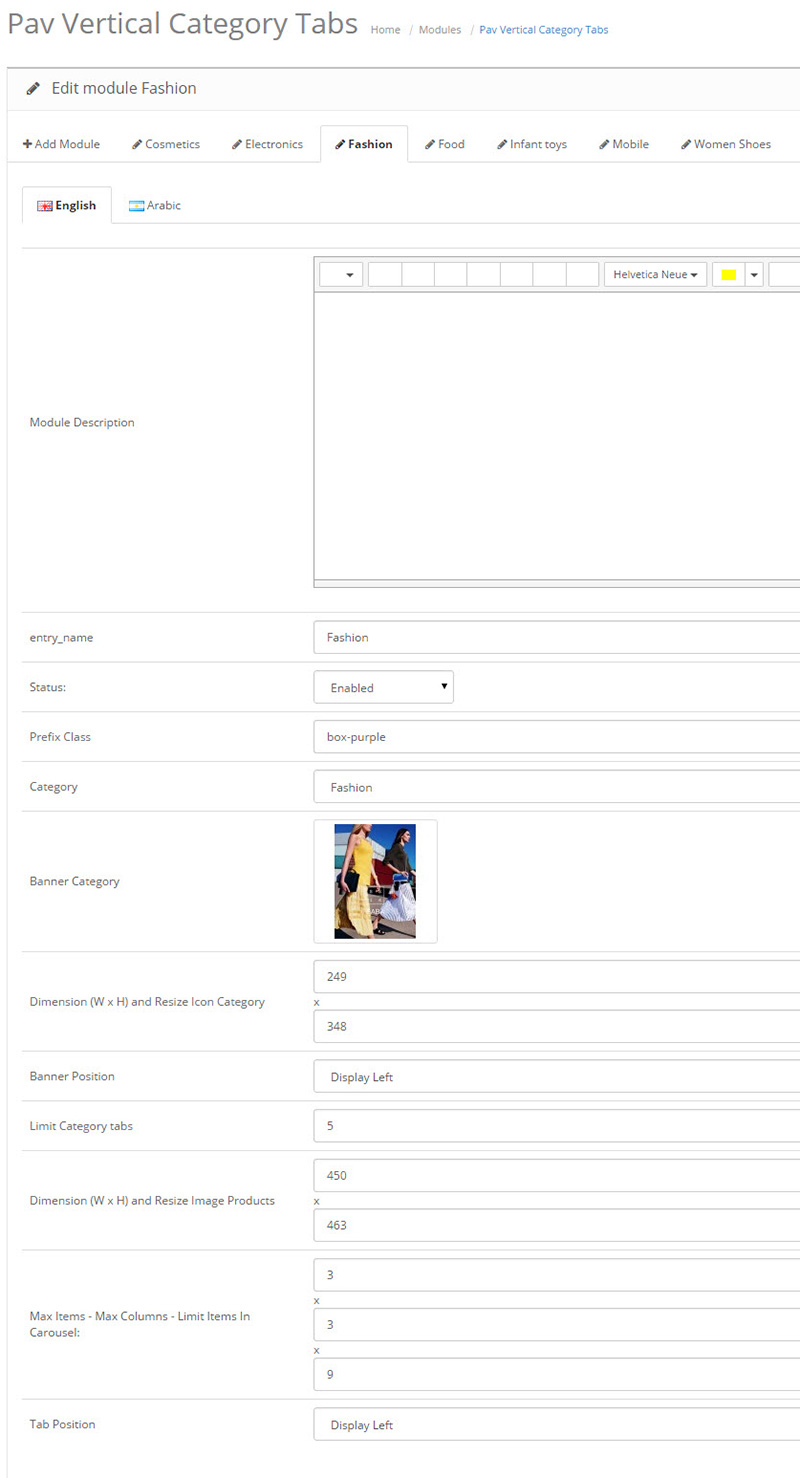 Pav Vertical Category Tabs Home / Modules / Pav Vertical Category Tabs
Edit module Fashion
+ Add Module Cosmetics Electronics Fashion Food Infant toys Mobile Women Shoes
English Arabic
Helvetica Neue
Module Description
entry_name Fashion
Status: Enabled
Prefix Class box-purple
Category Fashion
Banner Category
249
Dimension (W x H) and Resize Icon Category x
348
Banner Position Display Left
Limit Category tabs 5
450
Dimension (W x H) and Resize Image Products x
463
3
x
Max Items - Max Columns - Limit Items In
Carousel:
3
x
9
Tab Position Display Left